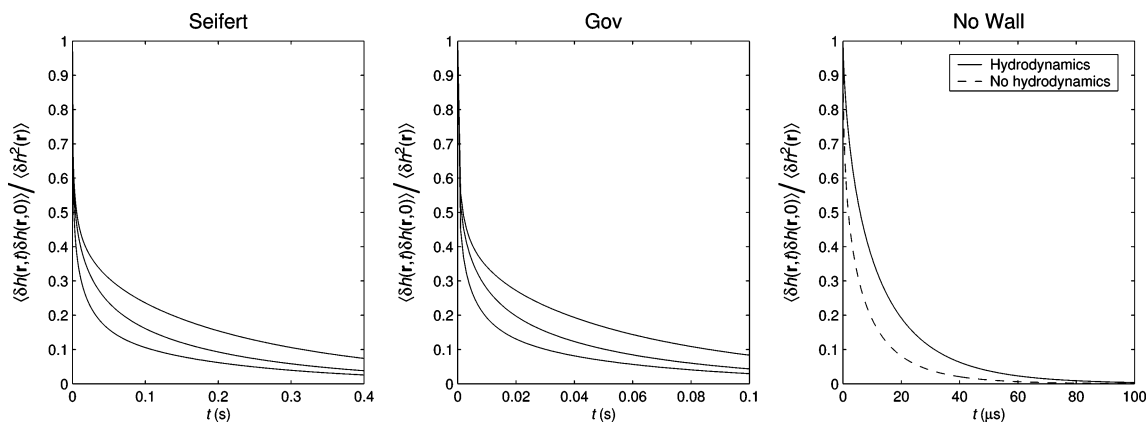 Seifert
1
0.9
0.8
0.7
0.6
0.5
0.4
0.3
0.2
0.1
0
0 0.1 0.2 0.3 0.4
t (s)
⟨δh(r,t)δh(r,0)⟩/ ⟨δh²(r)⟩
Gov
1
0.9
0.8
0.7
0.6
0.5
0.4
0.3
0.2
0.1
0
0 0.02 0.04 0.06 0.08 0.1
t (s)
⟨δh(r,t)δh(r,0)⟩/ ⟨δh²(r)⟩
No Wall
Hydrodynamics
No hydrodynamics
1
0.9
0.8
0.7
0.6
0.5
0.4
0.3
0.2
0.1
0
0 20 40 60 80 100
t (μs)
⟨δh(r,t)δh(r,0)⟩/ ⟨δh²(r)⟩